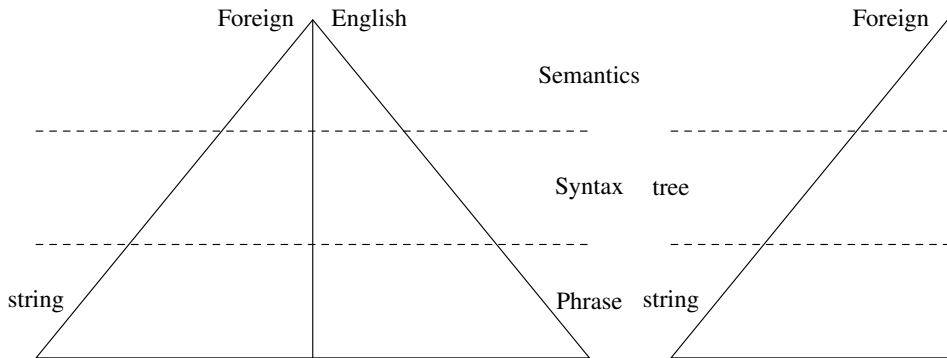 Foreign English
Foreign
Semantics
Syntax tree
string
Phrase string